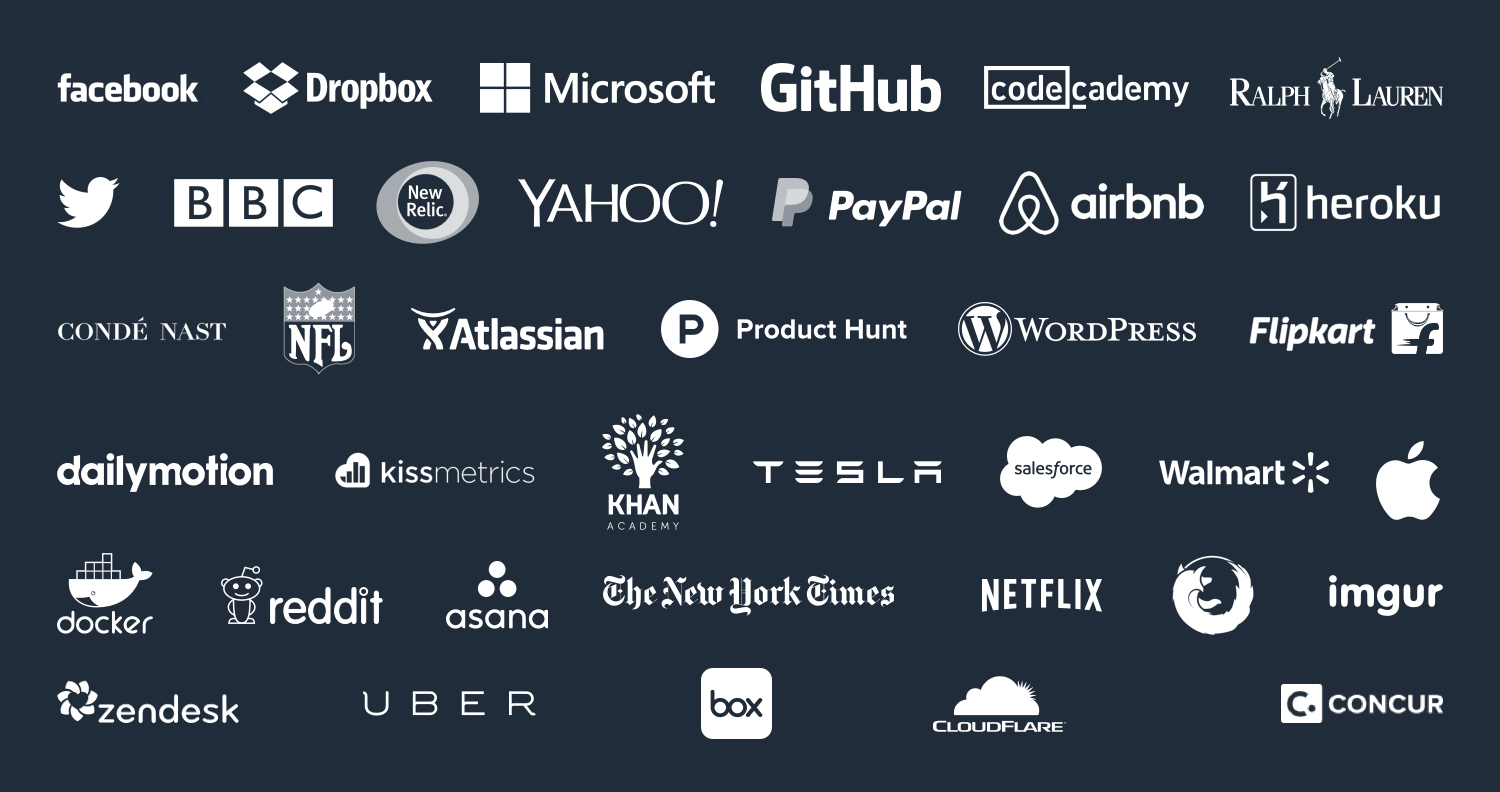 facebook Dropbox Microsoft GitHub codecademy RALPH LAUREN
BBC New Relic. YAHOO! P PayPal airbnb heroku
CONDÉ NAST NFL Atlassian P Product Hunt W WORDPRESS Flipkart f
dailymotion kissmetrics KHAN ACADEMY TESLA salesforce Walmart
docker reddit asana The New York Times NETFLIX imgur
zendesk UBER box CLOUDFLARE C. CONCUR